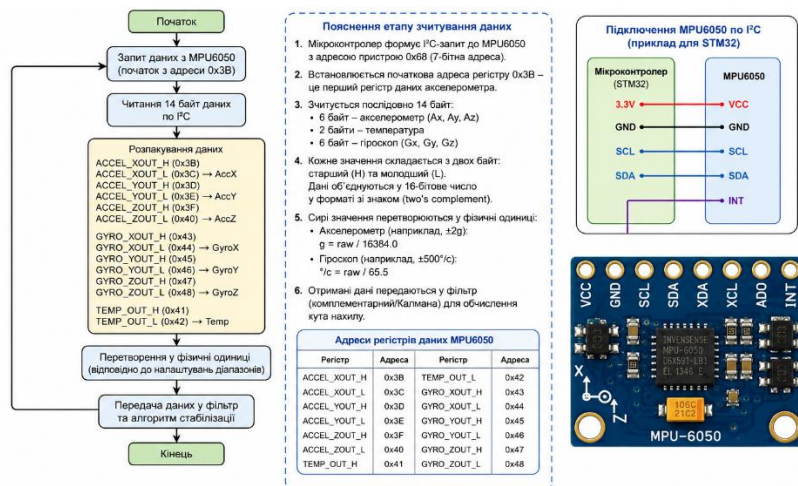 Початок
Запит даних з MPU6050
(початок з адреси 0x3B)
Читання 14 байт даних
по I²C
Розпакування даних
ACCEL_XOUT_H (0x3B)
ACCEL_XOUT_L (0x3C) → AccX
ACCEL_YOUT_H (0x3D)
ACCEL_YOUT_L (0x3E) → AccY
ACCEL_ZOUT_H (0x3F)
ACCEL_ZOUT_L (0x40) → AccZ
GYRO_XOUT_H (0x43)
GYRO_XOUT_L (0x44) → GyroX
GYRO_YOUT_H (0x45)
GYRO_YOUT_L (0x46) → GyroY
GYRO_ZOUT_H (0x47)
GYRO_ZOUT_L (0x48) → GyroZ
TEMP_OUT_H (0x41)
TEMP_OUT_L (0x42) → Temp
Перетворення у фізичні одиниці
(відповідно до налаштувань діапазонів)
Передача даних у фільтр
та алгоритм стабілізації
Кінець
Пояснення етапу зчитування даних
1. Мікроконтролер формує I²C-запит до MPU6050
з адресою пристрою 0x68 (7-бітна адреса).
2. Встановлюється початкова адреса регістру 0x3B –
це перший регістр даних акселерометра.
3. Зчитується послідовно 14 байт:
• 6 байт – акселерометр (Ax, Ay, Az)
• 2 байти – температура
• 6 байт – гіроскоп (Gx, Gy, Gz)
4. Кожне значення складається з двох байт:
старший (H) та молодший (L).
Дані об'єднуються у 16-бітове число
у форматі зі знаком (two's complement).
5. Сирі значення перетворюються у фізичні одиниці:
• Акселерометр (наприклад, ±2g):
g = raw / 16384.0
• Гіроскоп (наприклад, ±500°/с):
°/с = raw / 65.5
6. Отримані дані передаються у фільтр
(комплементарний/Калмана) для обчислення
кута нахилу.
Адреси регістрів даних MPU6050
Регістр Адреса Регістр Адреса
ACCEL_XOUT_H 0x3B TEMP_OUT_L 0x42
ACCEL_XOUT_L 0x3C GYRO_XOUT_H 0x43
ACCEL_YOUT_H 0x3D GYRO_XOUT_L 0x44
ACCEL_YOUT_L 0x3E GYRO_YOUT_H 0x45
ACCEL_ZOUT_H 0x3F GYRO_YOUT_L 0x46
ACCEL_ZOUT_L 0x40 GYRO_ZOUT_H 0x47
TEMP_OUT_H 0x41 GYRO_ZOUT_L 0x48
Підключення MPU6050 по I²C
(приклад для STM32)
Мікроконтролер
(STM32)
MPU6050
3.3V VCC
GND GND
SCL SCL
SDA SDA
INT
VCC GND SCL SDA XDA XCL ADO INT
INVENSENSE
MPU-6050
EL 1346 E
X
Z
106C
21C2
MPU-6050